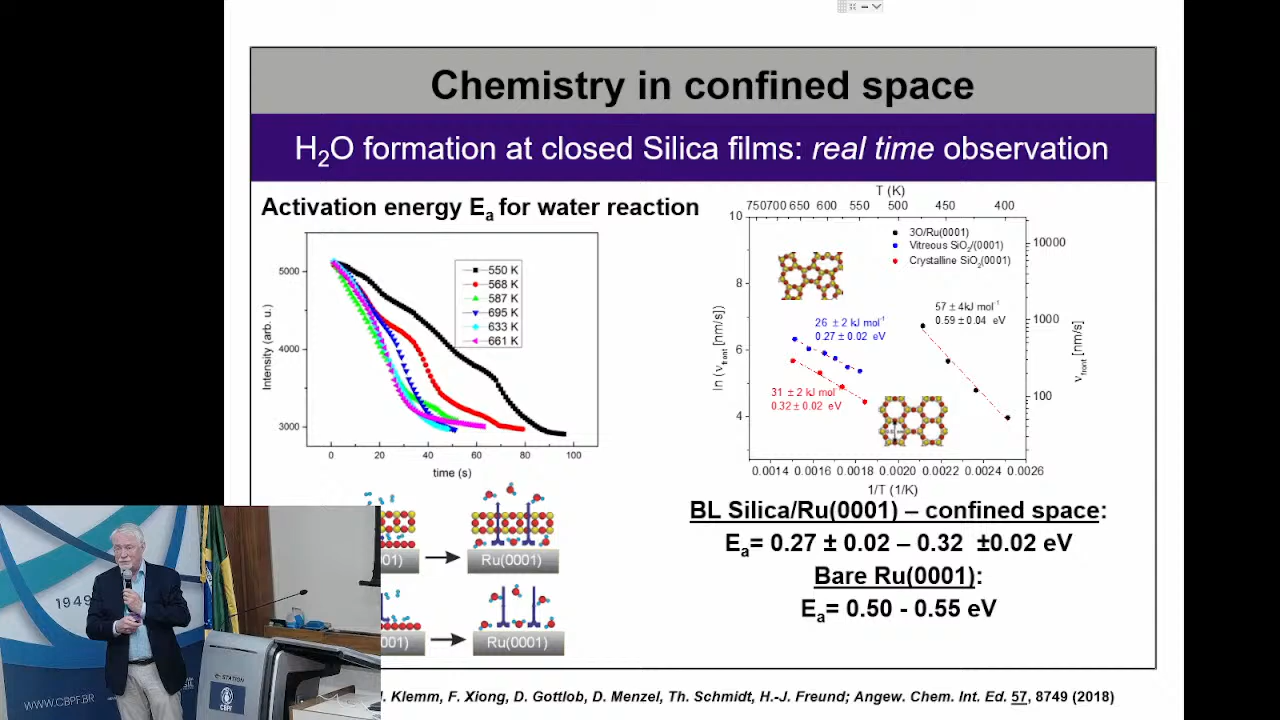 Chemistry in confined space
H2O formation at closed Silica films: real time observation
Activation energy Ea for water reaction
5000
4000
3000
Intensity (arb. u.)
0 20 40 60 80 100
time (s)
550 K
568 K
587 K
695 K
633 K
661 K
T (K)
750 700 650 600 550 500 450 400
10
8
6
4
ln (vfront [nm/s])
10000
1000
100
vfront [nm/s]
3O/Ru(0001)
Vitreous SiO2/(0001)
Crystalline SiO2(0001)
57 ± 4kJ mol-1
0.59 ± 0.04 eV
26 ± 2 kJ mol-1
0.27 ± 0.02 eV
31 ± 2 kJ mol-1
0.32 ± 0.02 eV
0.0014 0.0016 0.0018 0.0020 0.0022 0.0024 0.0026
1/T (1/K)
BL Silica/Ru(0001) – confined space:
Ea= 0.27 ± 0.02 – 0.32 ±0.02 eV
Bare Ru(0001):
Ea= 0.50 - 0.55 eV
01)
Ru(0001)
001)
Ru(0001)
Klemm, F. Xiong, D. Gottlob, D. Menzel, Th. Schmidt, H.-J. Freund; Angew. Chem. Int. Ed. 57, 8749 (2018)
1949
WWW.CBPF.BR
STATION
CBPF